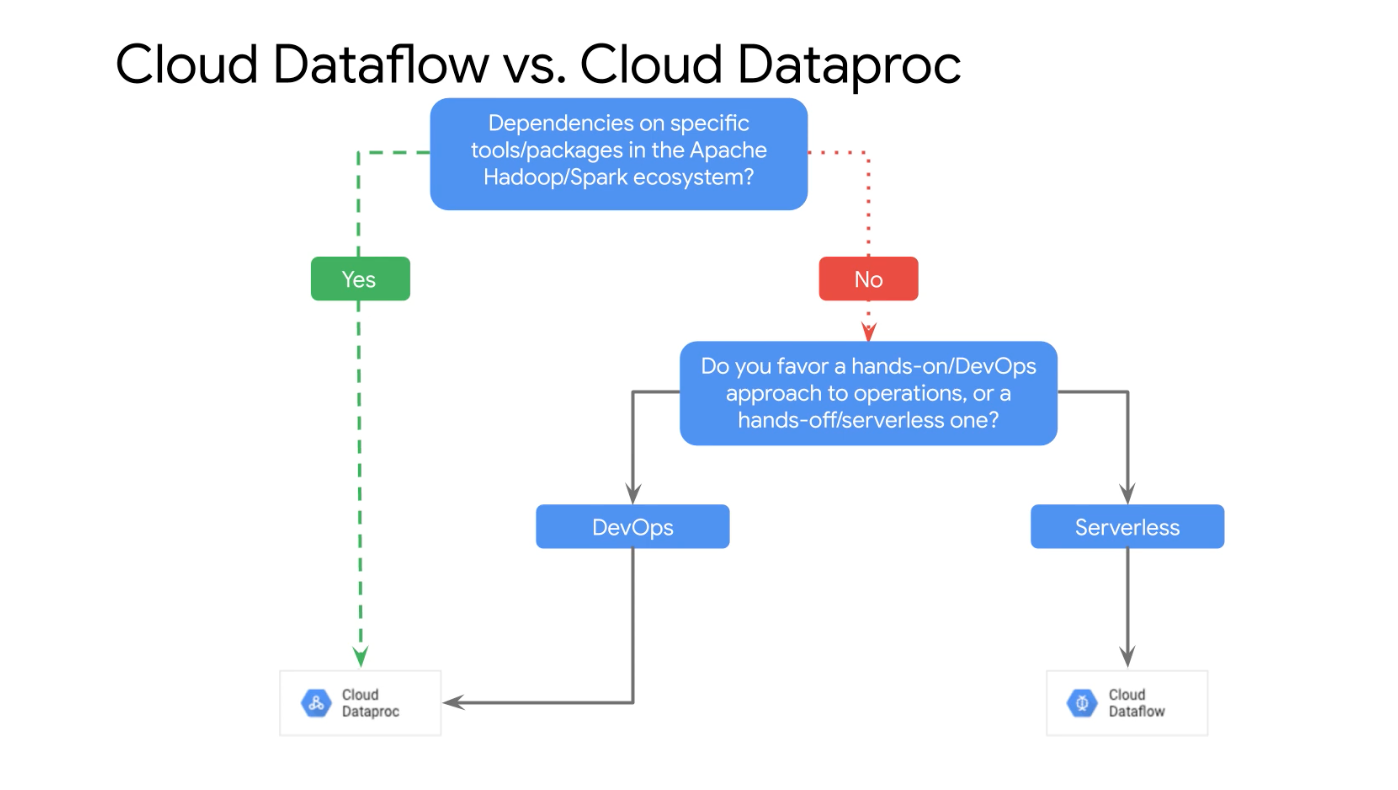 Cloud Dataflow vs. Cloud Dataproc
Dependencies on specific
tools/packages in the Apache
Hadoop/Spark ecosystem?
Yes
No
Do you favor a hands-on/DevOps
approach to operations, or a
hands-off/serverless one?
DevOps
Serverless
Cloud
Dataproc
Cloud
Dataflow